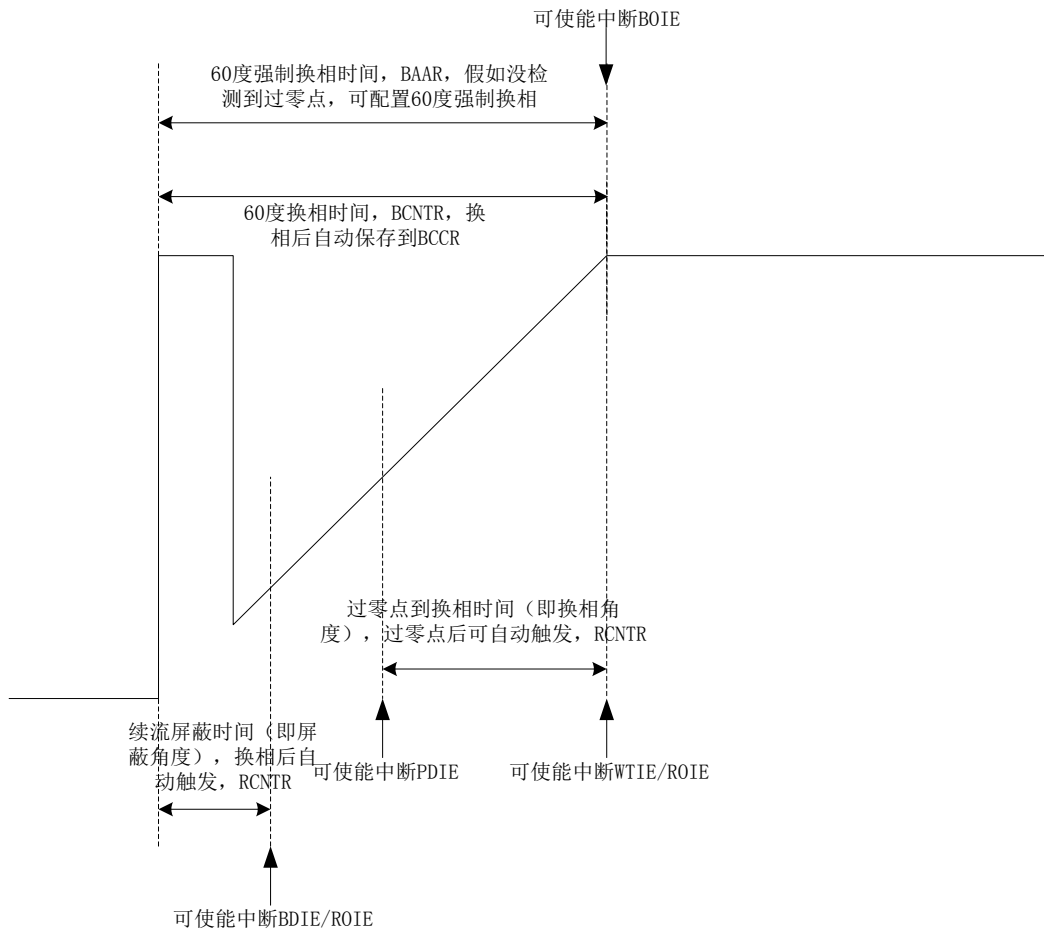 可使能中断BOIE
60度强制换相时间，BAAR，假如没检
测到过零点，可配置60度强制换相
60度换相时间，BCNTR，换
相后自动保存到BCCR
过零点到换相时间（即换相角
度），过零点后可自动触发，RCNTR
续流屏蔽时间（即屏
蔽角度），换相后自
动触发，RCNTR
可使能中断PDIE
可使能中断WTIE/ROIE
可使能中断BDIE/ROIE